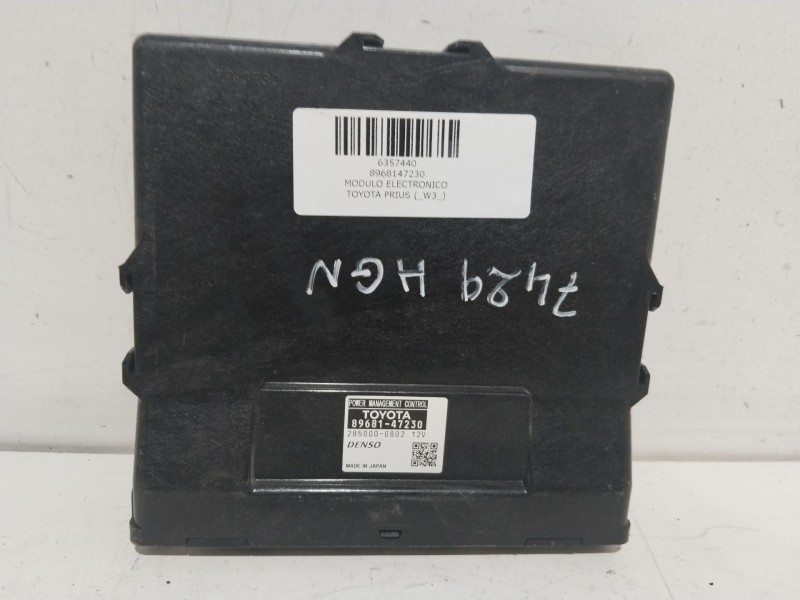 6357440
8968147230
MODULO ELECTRONICO
TOYOTA PRIUS (_W3_)
7429 HGN
POWER MANAGEMENT CONTROL
TOYOTA
89681-47230
285000-0802 12V
DENSO
MADE IN JAPAN